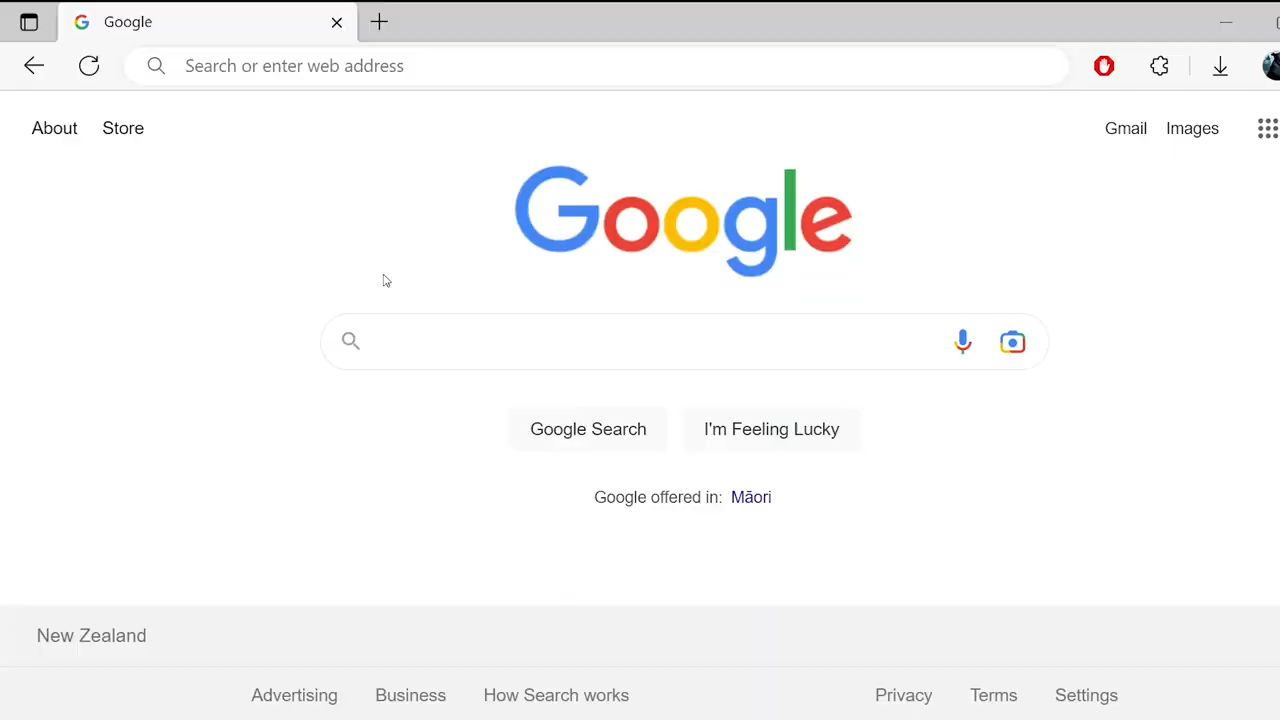 Google
Search or enter web address
About Store Gmail Images
Google
Google Search I'm Feeling Lucky
Google offered in: Māori
New Zealand
Advertising Business How Search works Privacy Terms Settings